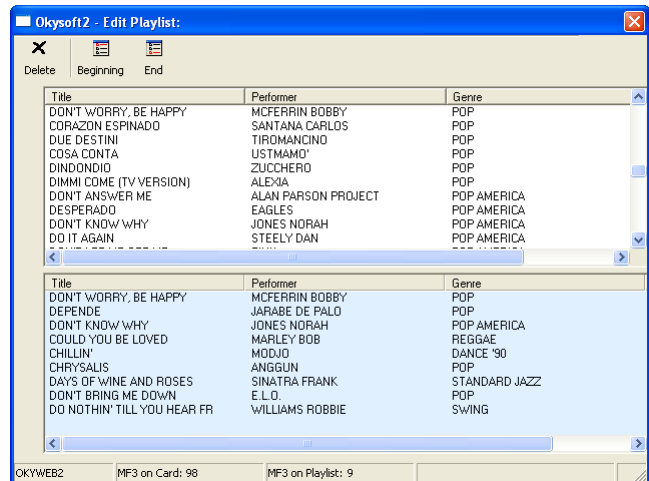 Okysoft2 - Edit Playlist:
Delete Beginning End
Title Performer Genre
DON'T WORRY, BE HAPPY MCFERRIN BOBBY POP
CORAZON ESPINADO SANTANA CARLOS POP
DUE DESTINI TIROMANCINO POP
COSA CONTA USTMAMO' POP
DINDONDIO ZUCCHERO POP
DIMMI COME (TV VERSION) ALEXIA POP
DON'T ANSWER ME ALAN PARSON PROJECT POP AMERICA
DESPERADO EAGLES POP AMERICA
DON'T KNOW WHY JONES NORAH POP AMERICA
DO IT AGAIN STEELY DAN POP AMERICA
Title Performer Genre
DON'T WORRY, BE HAPPY MCFERRIN BOBBY POP
DEPENDE JARABE DE PALO POP
DON'T KNOW WHY JONES NORAH POP AMERICA
COULD YOU BE LOVED MARLEY BOB REGGAE
CHILLIN' MODJO DANCE '90
CHRYSALIS ANGGUN POP
DAYS OF WINE AND ROSES SINATRA FRANK STANDARD JAZZ
DON'T BRING ME DOWN E.L.O. POP
DO NOTHIN' TILL YOU HEAR FR WILLIAMS ROBBIE SWING
OKYWEB2 MF3 on Card: 98 MF3 on Playlist: 9